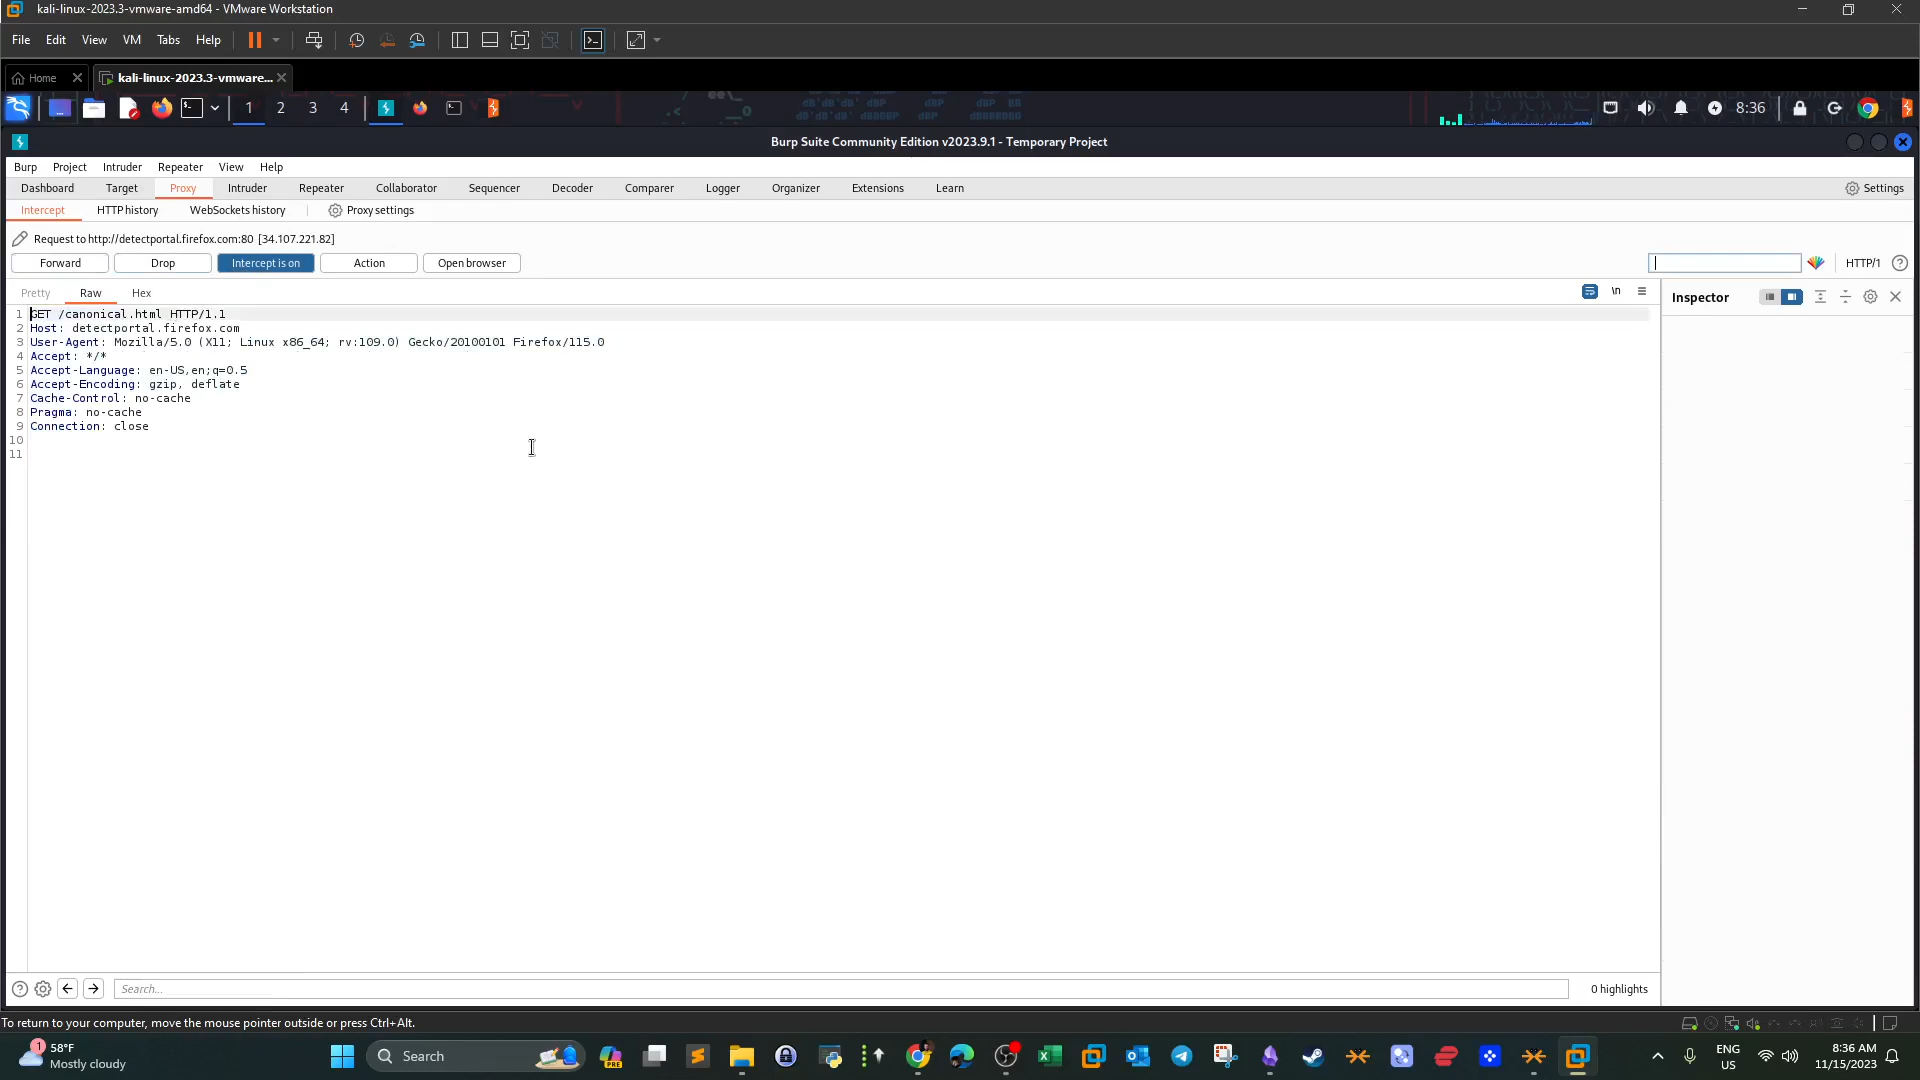 kali-linux-2023.3-vmware-amd64 - VMware Workstation
File Edit View VM Tabs Help
Home kali-linux-2023.3-vmware...
1 2 3 4 8:36
Burp Suite Community Edition v2023.9.1 - Temporary Project
Burp Project Intruder Repeater View Help
Dashboard Target Proxy Intruder Repeater Collaborator Sequencer Decoder Comparer Logger Organizer Extensions Learn Settings
Intercept HTTP history WebSockets history Proxy settings
Request to http://detectportal.firefox.com:80 [34.107.221.82]
Forward Drop Intercept is on Action Open browser HTTP/1
Pretty Raw Hex \n Inspector
1 GET /canonical.html HTTP/1.1
2 Host: detectportal.firefox.com
3 User-Agent: Mozilla/5.0 (X11; Linux x86_64; rv:109.0) Gecko/20100101 Firefox/115.0
4 Accept: */*
5 Accept-Language: en-US,en;q=0.5
6 Accept-Encoding: gzip, deflate
7 Cache-Control: no-cache
8 Pragma: no-cache
9 Connection: close
10
11
Search... 0 highlights
To return to your computer, move the mouse pointer outside or press Ctrl+Alt.
1 58°F
Mostly cloudy
Search
PRE
ENG
US
8:36 AM
11/15/2023